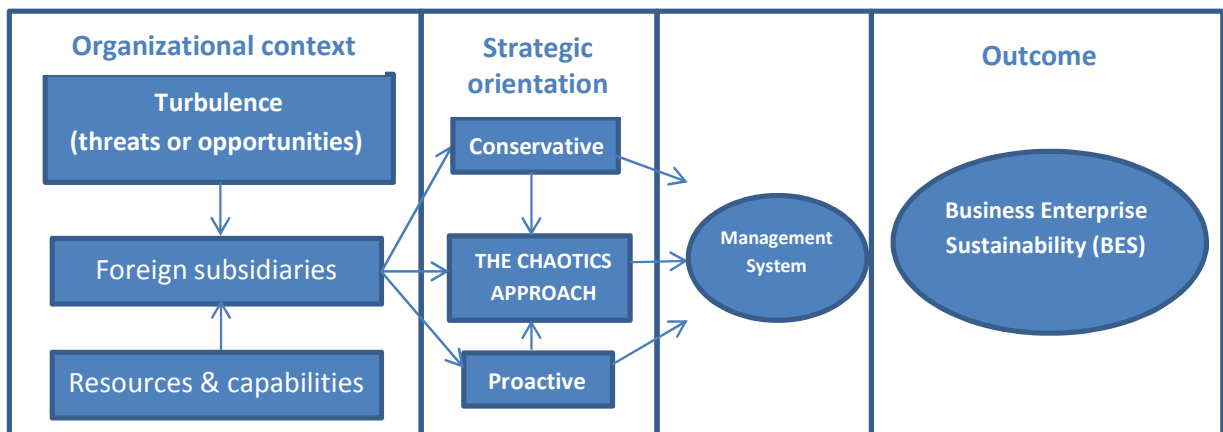 Organizational context
Turbulence
(threats or opportunities)
Foreign subsidiaries
Resources & capabilities
Strategic
orientation
Conservative
THE CHAOTICS
APPROACH
Proactive
Management
System
Outcome
Business Enterprise
Sustainability (BES)